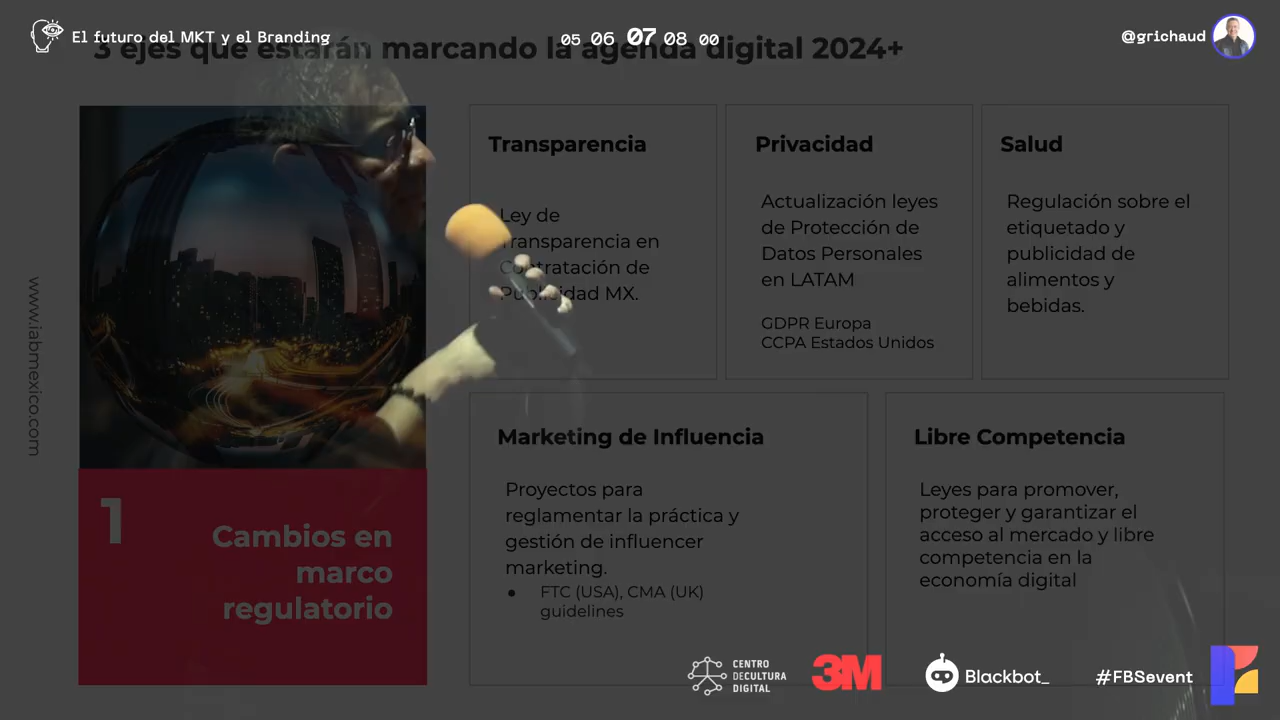 El futuro del MKT y el Branding
05 06 07 08 00
@grichaud
3 ejes que estarán marcando la agenda digital 2024+
www.iabmexico.com
1
Cambios en
marco
regulatorio
Transparencia
Ley de
Transparencia en
Contratación de
Publicidad MX.
Privacidad
Actualización leyes
de Protección de
Datos Personales
en LATAM
GDPR Europa
CCPA Estados Unidos
Salud
Regulación sobre el
etiquetado y
publicidad de
alimentos y
bebidas.
Marketing de Influencia
Proyectos para
reglamentar la práctica y
gestión de influencer
marketing.
● FTC (USA), CMA (UK)
guidelines
Libre Competencia
Leyes para promover,
proteger y garantizar el
acceso al mercado y libre
competencia en la
economía digital
CENTRO
DECULTURA
DIGITAL
3M
Blackbot_
#FBSevent